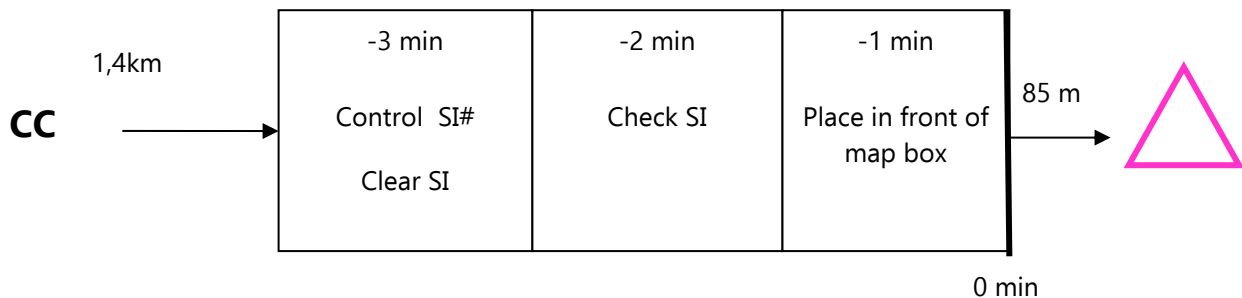 CC
1,4km
-3 min
Control SI#
Clear SI
-2 min
Check SI
-1 min
Place in front of
map box
85 m
0 min